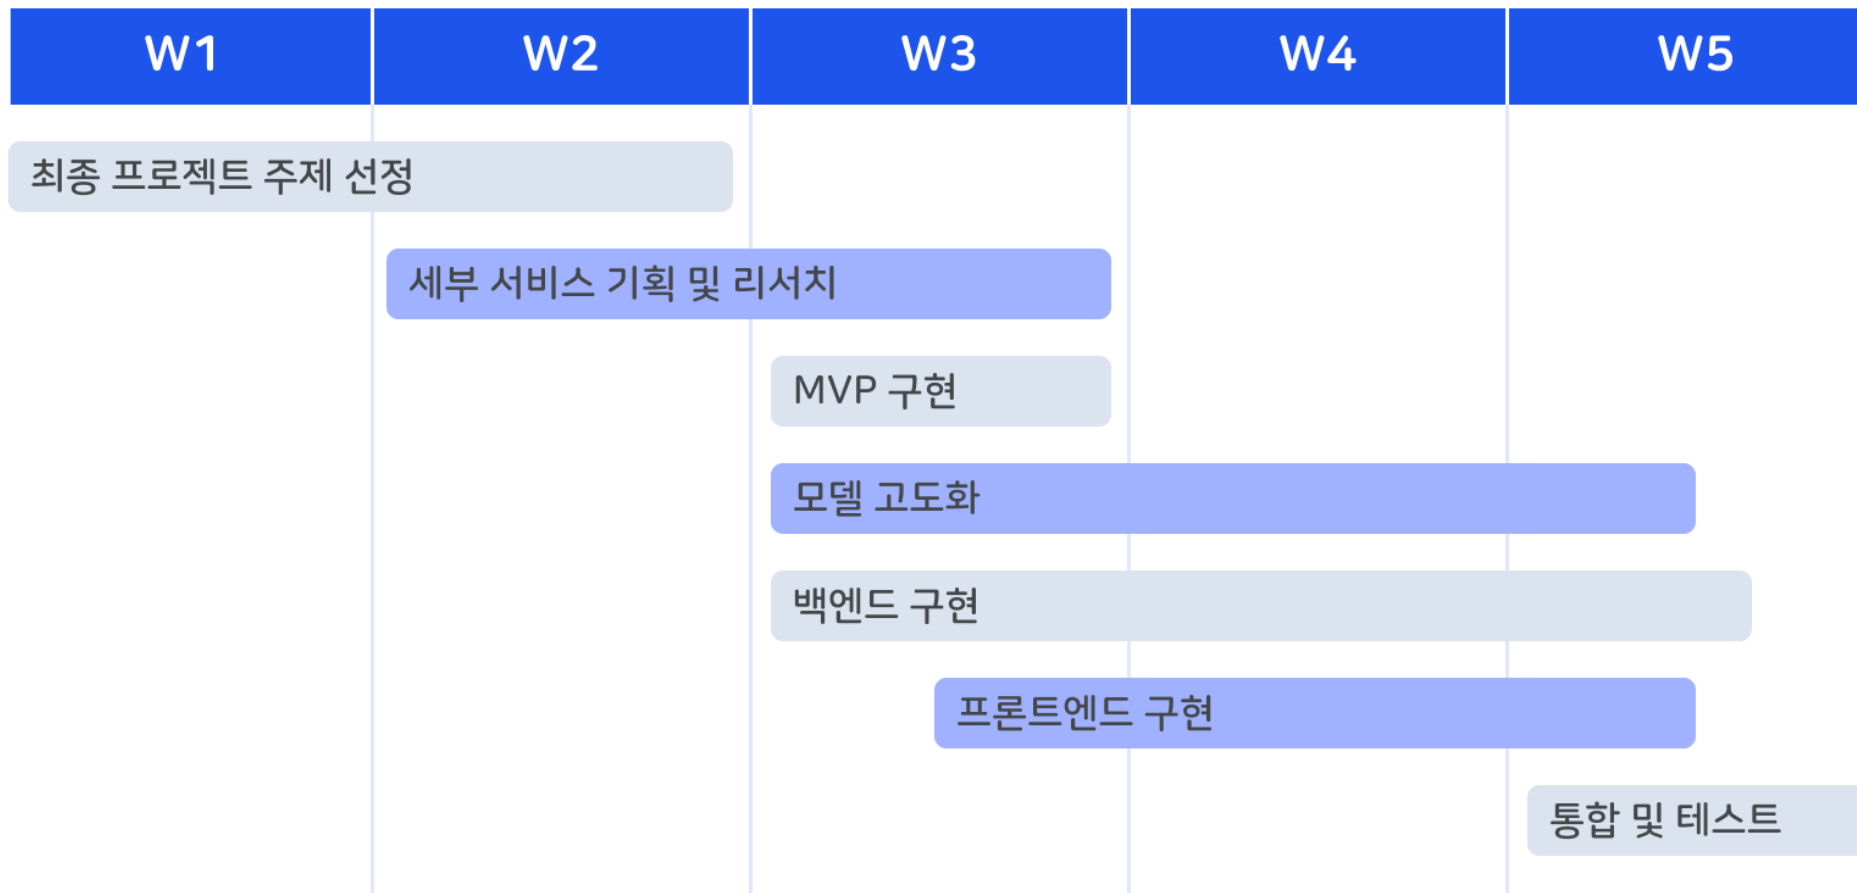 W1 W2 W3 W4 W5
최종 프로젝트 주제 선정
세부 서비스 기획 및 리서치
MVP 구현
모델 고도화
백엔드 구현
프론트엔드 구현
통합 및 테스트